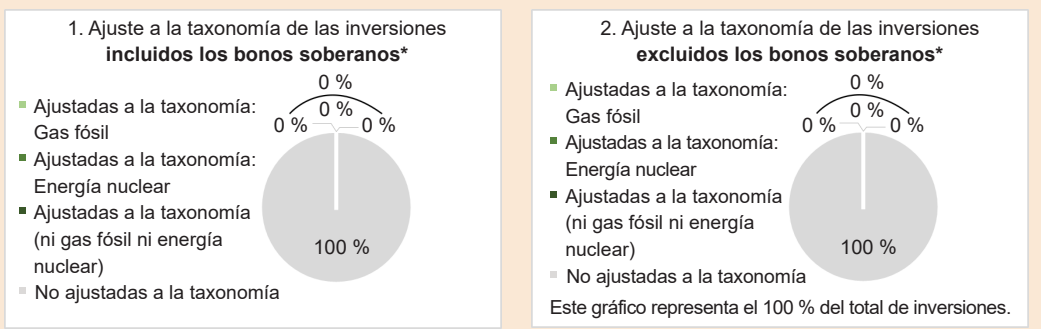 1. Ajuste a la taxonomía de las inversiones
incluidos los bonos soberanos*
0 %
0 %
0 %
0 %
Ajustadas a la taxonomía:
Gas fósil
Ajustadas a la taxonomía:
Energía nuclear
Ajustadas a la taxonomía
(ni gas fósil ni energía
nuclear)
No ajustadas a la taxonomía
100 %
2. Ajuste a la taxonomía de las inversiones
excluidos los bonos soberanos*
0 %
0 %
0 %
0 %
Ajustadas a la taxonomía:
Gas fósil
Ajustadas a la taxonomía:
Energía nuclear
Ajustadas a la taxonomía
(ni gas fósil ni energía
nuclear)
No ajustadas a la taxonomía
100 %
Este gráfico representa el 100 % del total de inversiones.